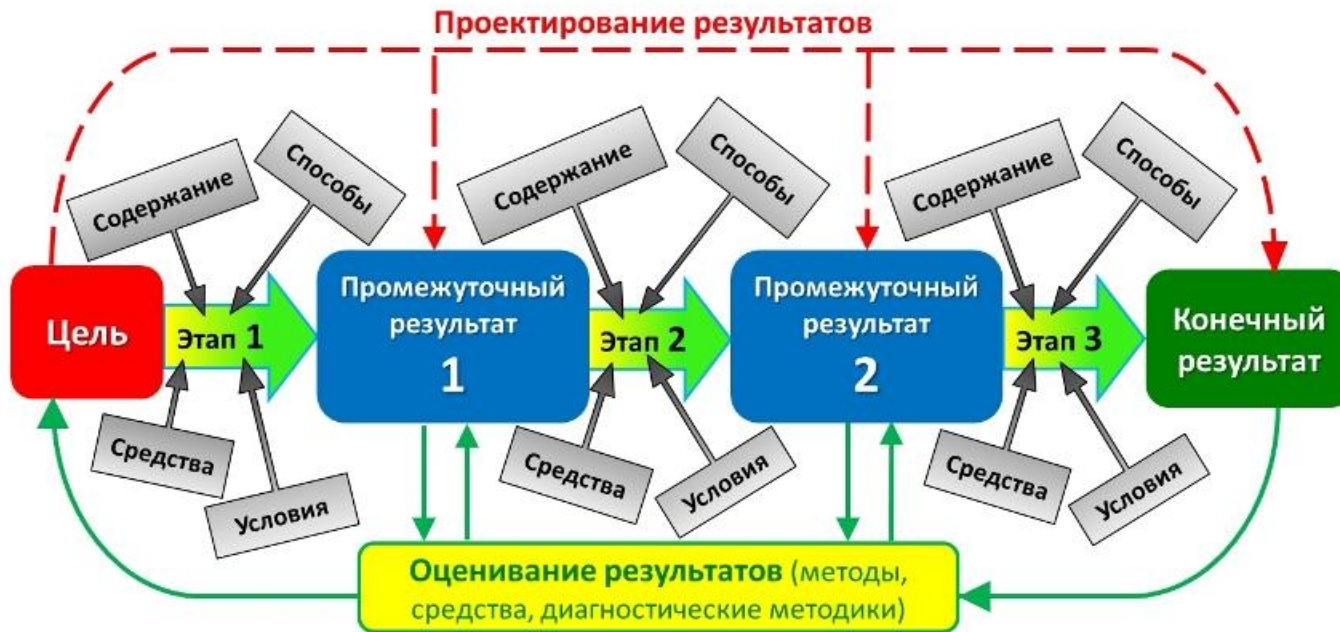 Проектирование результатов
Содержание
Способы
Содержание
Способы
Содержание
Способы
Цель
Этап 1
Промежуточный
результат
1
Этап 2
Промежуточный
результат
2
Этап 3
Конечный
результат
Средства
Условия
Средства
Условия
Средства
Условия
Оценивание результатов (методы,
средства, диагностические методики)